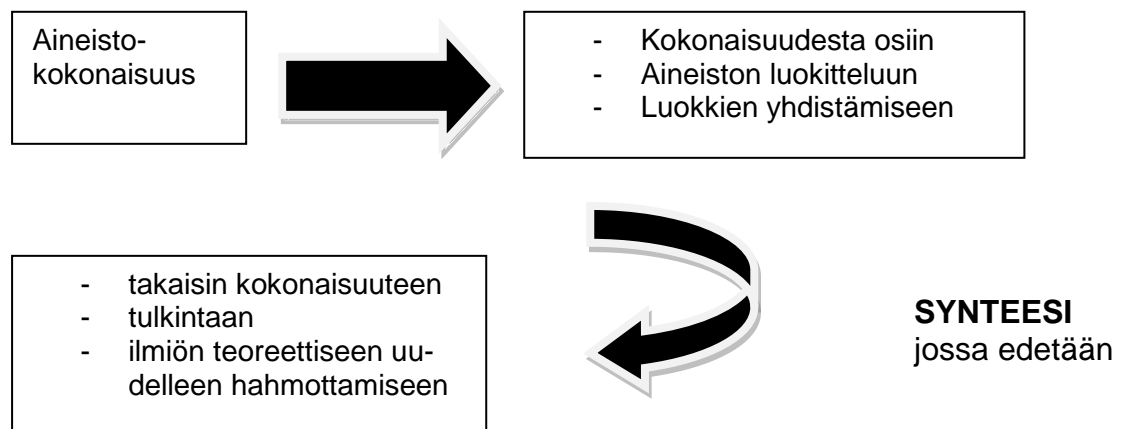 Aineisto-
kokonaisuus
- Kokonaisuudesta osiin
- Aineiston luokitteluun
- Luokkien yhdistämiseen
- takaisin kokonaisuuteen
- tulkintaan
- ilmiön teoreettiseen uu-
delleen hahmottamiseen
SYNTEESI
jossa edetään